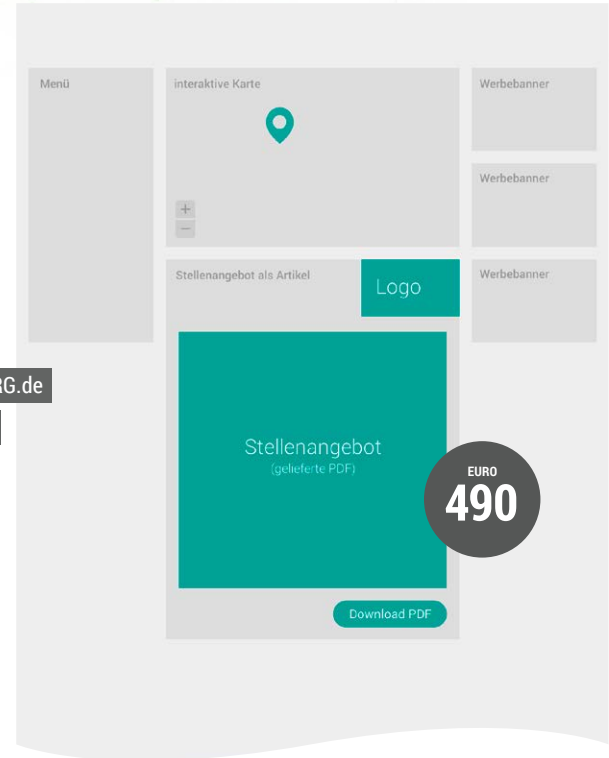 Menü
interaktive Karte
Werbebanner
Werbebanner
+
−
Stellenangebot als Artikel
Logo
Werbebanner
G.de
Stellenangebot
(gelieferte PDF)
EURO
490
Download PDF